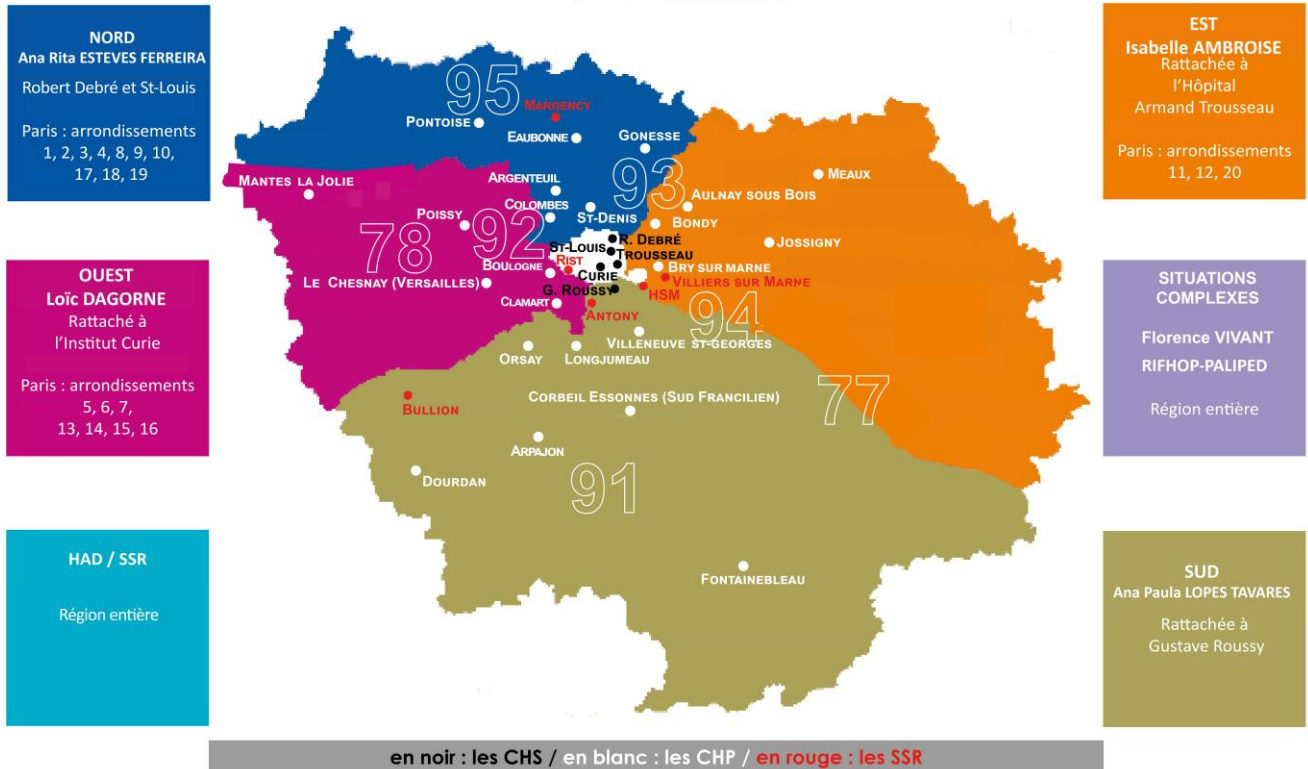 NORD
Ana Rita ESTEVES FERREIRA
Robert Debré et St-Louis
Paris : arrondissements
1, 2, 3, 4, 8, 9, 10,
17, 18, 19
OUEST
Loïc DAGORNE
Rattaché à
l'Institut Curie
Paris : arrondissements
5, 6, 7,
13, 14, 15, 16
HAD / SSR
Région entière
95
MARGENCY
PONTOISE
EAUBONNE
GONESSE
93
MANTES LA JOLIE
ARGENTEUIL
MEAUX
AULNAY SOUS BOIS
POISSY
COLOMBES
ST-DENIS
BONDY
78
92
R. DEBRÉ
ST-LOUIS
JOSSIGNY
TROUSSEAU
RIST
BOULOGNE
CURIE
BRY SUR MARNE
LE CHESNAY (VERSAILLES)
VILLIERS SUR MARNE
G. ROUSSY
HSM
CLAMART
ANTONY
94
VILLENEUVE ST-GEORGES
ORSAY
LONGJUMEAU
77
BULLION
CORBEIL ESSONNES (SUD FRANCILIEN)
ARPAJON
DOURDAN
91
FONTAINEBLEAU
EST
Isabelle AMBROISE
Rattachée à
l'Hôpital
Armand Trousseau
Paris : arrondissements
11, 12, 20
SITUATIONS
COMPLEXES
Florence VIVANT
RIFHOP-PALIPED
Région entière
SUD
Ana Paula LOPES TAVARES
Rattachée à
Gustave Roussy
en noir : les CHS / en blanc : les CHP / en rouge : les SSR